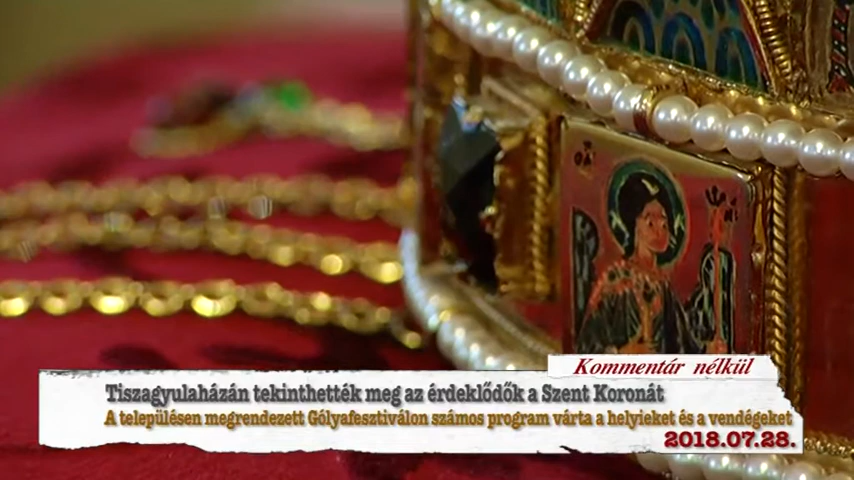 Kommentár nélkül
Tiszagyulaházán tekinthették meg az érdeklődők a Szent Koronát
A településen megrendezett Gólyafesztiválon számos program várta a helyieket és a vendégeket
2018.07.28.